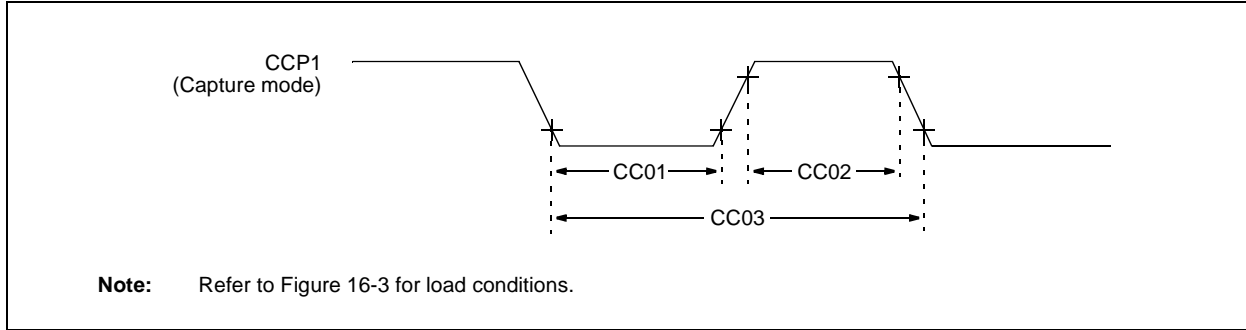 CCP1
(Capture mode)
CC01
CC02
CC03
Note: Refer to Figure 16-3 for load conditions.